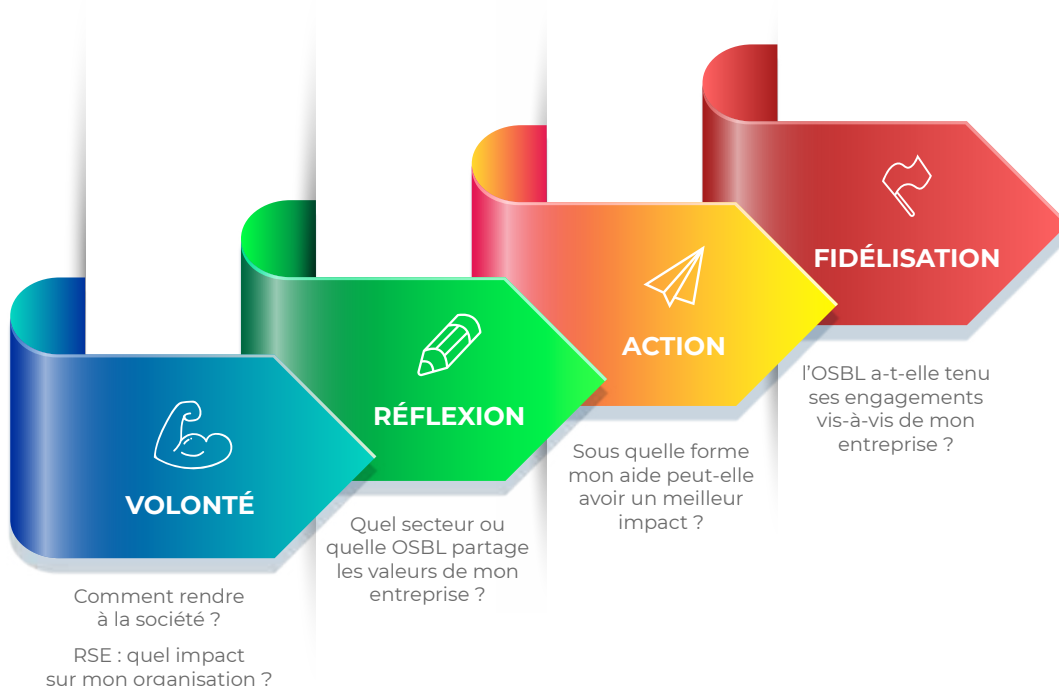 VOLONTÉ
Comment rendre
à la société ?
RSE : quel impact
sur mon organisation ?
RÉFLEXION
Quel secteur ou
quelle OSBL partage
les valeurs de mon
entreprise ?
ACTION
Sous quelle forme
mon aide peut-elle
avoir un meilleur
impact ?
FIDÉLISATION
l'OSBL a-t-elle tenu
ses engagements
vis-à-vis de mon
entreprise ?